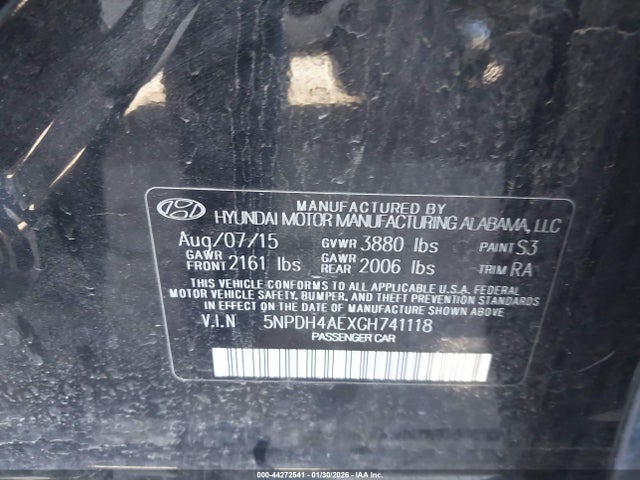 MANUFACTURED BY
HYUNDAI MOTOR MANUFACTURING ALABAMA, LLC
Aug/07/15 GVWR 3880 lbs PAINT S3
GAWR FRONT 2161 lbs GAWR REAR 2006 lbs TRIM RA
THIS VEHICLE CONFORMS TO ALL APPLICABLE U.S.A. FEDERAL
MOTOR VEHICLE SAFETY, BUMPER, AND THEFT PREVENTION STANDARDS
IN EFFECT ON THE DATE OF MANUFACTURE SHOWN ABOVE.
V.I.N 5NPDH4AEXGH741118
PASSENGER CAR
000-44272541 - 01/30/2026 - IAA Inc.